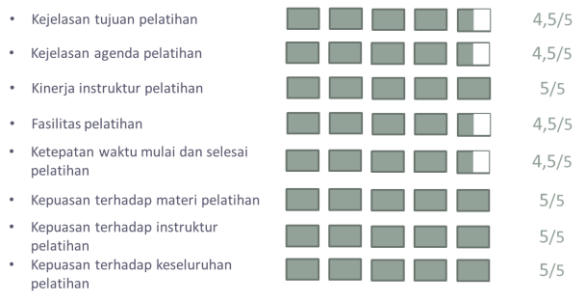 • Kejelasan tujuan pelatihan 4,5/5
• Kejelasan agenda pelatihan 4,5/5
• Kinerja instruktur pelatihan 5/5
• Fasilitas pelatihan 4,5/5
• Ketepatan waktu mulai dan selesai
pelatihan 4,5/5
• Kepuasan terhadap materi pelatihan 5/5
• Kepuasan terhadap instruktur
pelatihan 5/5
• Kepuasan terhadap keseluruhan
pelatihan 5/5